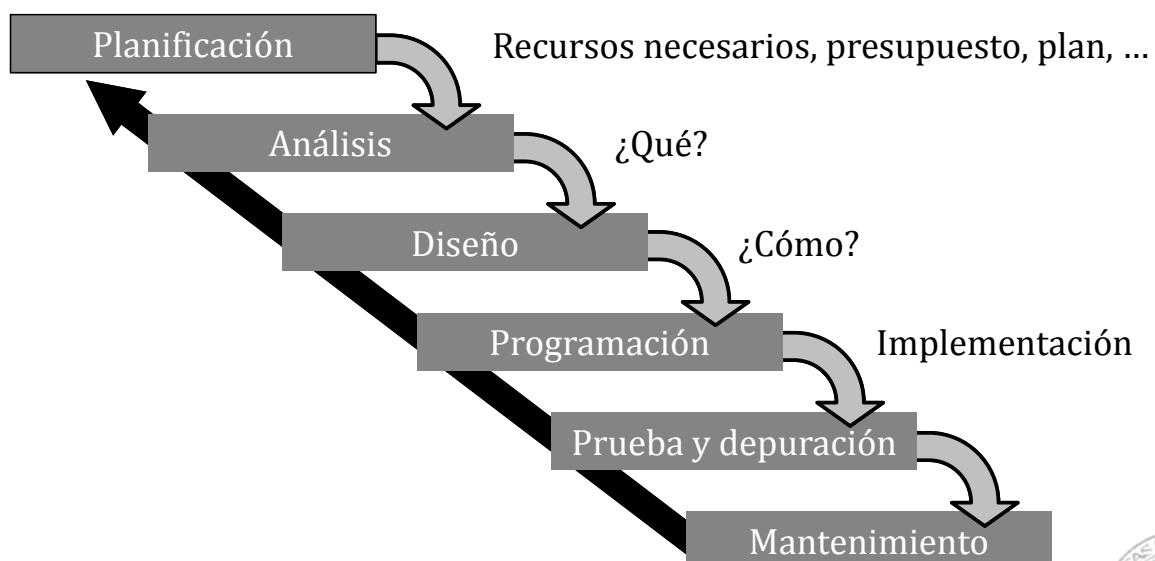 Planificación
Recursos necesarios, presupuesto, plan, …
Análisis
¿Qué?
Diseño
¿Cómo?
Programación
Implementación
Prueba y depuración
Mantenimiento